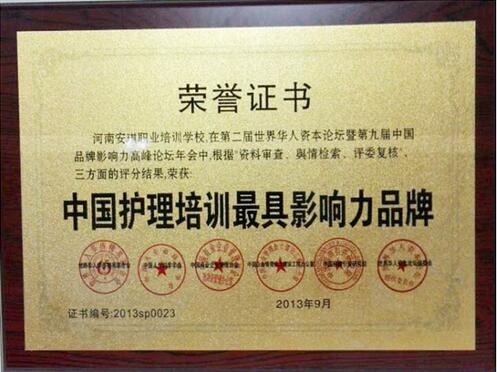 荣誉证书
河南安琪职业培训学校,在第二届世界华人资本论坛暨第九届中国
品牌影响力高峰论坛年会中,根据"资料审查、舆情检索、评委复核"、
三方面的评分结果,荣获:
中国护理培训最具影响力品牌
2013年9月
证书编号:2013sp0023